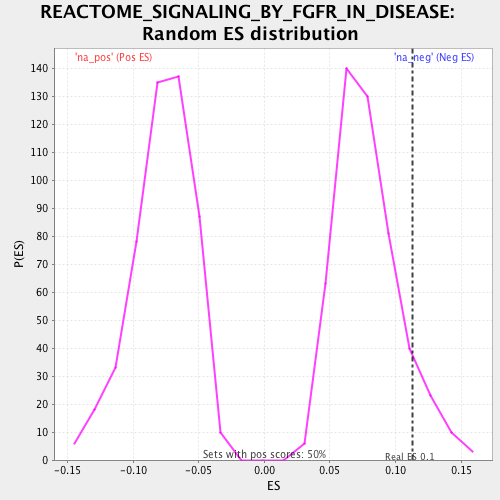 REACTOME_SIGNALING_BY_FGFR_IN_DISEASE:
Random ES distribution
'na_pos' (Pos ES)
'na_neg' (Neg ES)
140
130
120
110
100
90
80
70
60
50
40
30
20
10
0
P(ES)
Sets with pos scores: 50%
Real ES 0.1
-0.15
-0.10
-0.05
0.00
0.05
0.10
0.15
ES